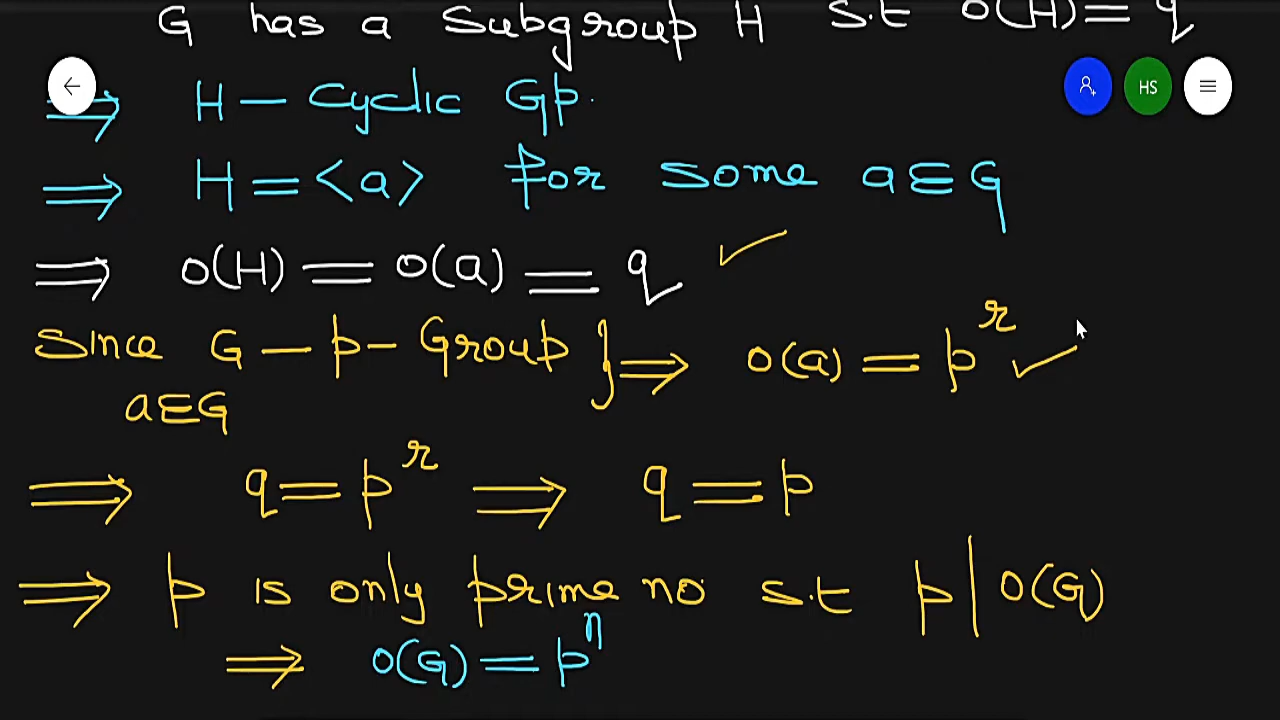 G has a subgroup H s.t O(H)= q
HS
⟹ H — Cyclic Gp.
⟹ H = <a> for some a∈G
⟹ O(H) = O(a) = q ✓
Since G — p — Group } ⟹ O(a) = p^r ✓
a∈G
⟹ q = p^r ⟹ q = p
⟹ p is only prime no. s.t p | O(G)
⟹ O(G) = p^n